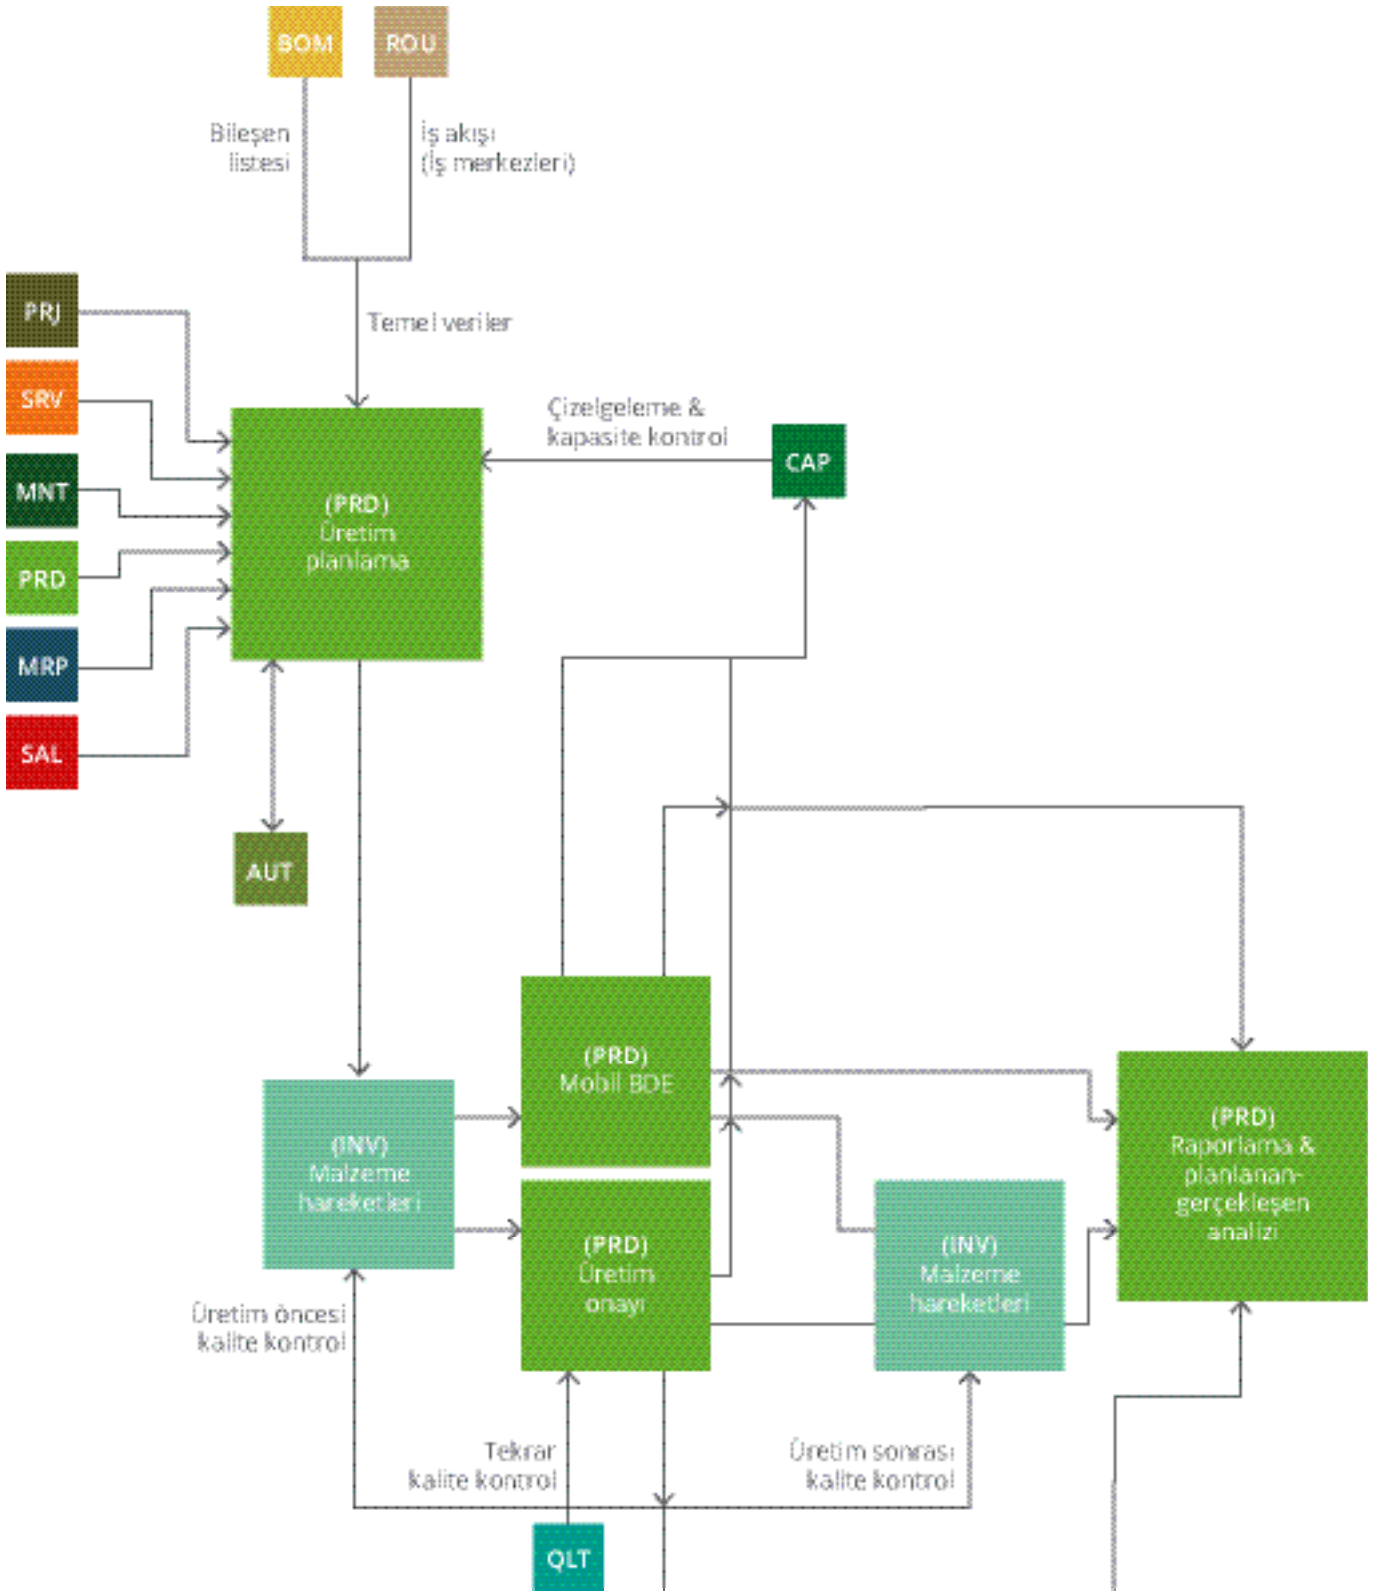 BOM
ROU
Bileşen
listesi
İş akışı
(İş merkezleri)
PRJ
Temel veriler
SRV
Çizelgeleme &
kapasite kontrol
CAP
MNT
(PRD)
Üretim
planlama
PRD
MRP
SAL
AUT
(PRD)
Mobil BDE
(INV)
Malzeme
hareketleri
(PRD)
Raporlama &
planlanan-
gerçekleşen
analizi
(PRD)
Üretim
onayı
(INV)
Malzeme
hareketleri
Üretim öncesi
kalite kontrol
Tekrar
kalite kontrol
Üretim sonrası
kalite kontrol
QLT